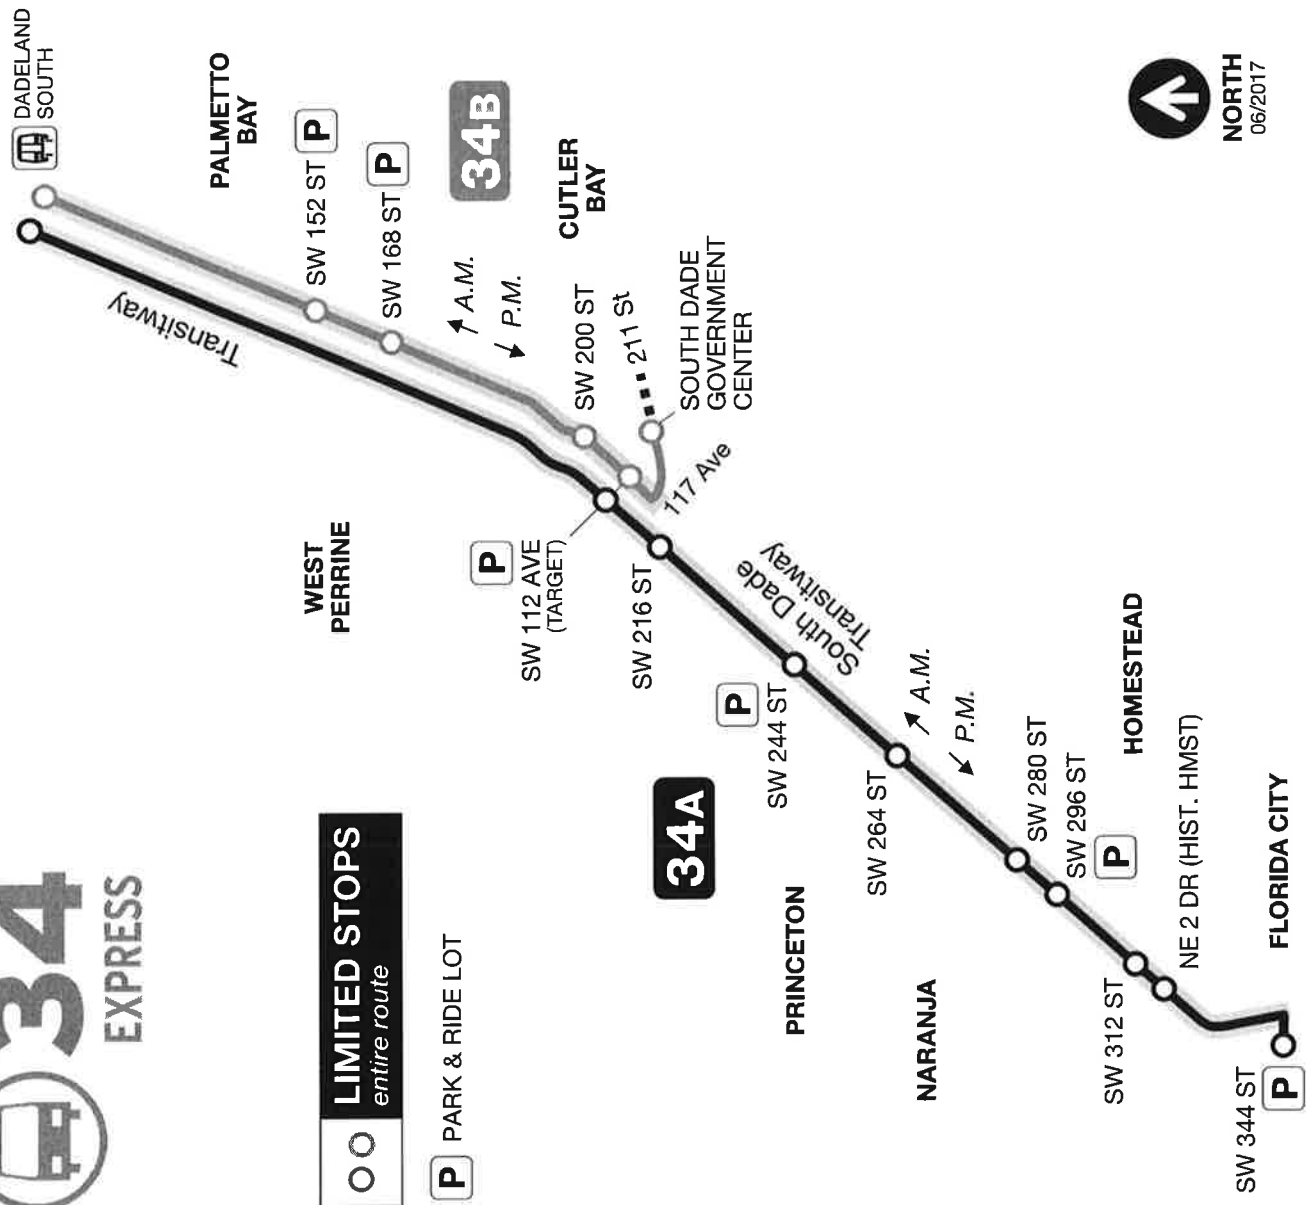 34
EXPRESS
LIMITED STOPS
entire route
P PARK & RIDE LOT
DADELAND
SOUTH
Transitway
PALMETTO
BAY
SW 152 ST P
SW 168 ST P
34B
A.M.
P.M.
CUTLER
BAY
SW 200 ST
211 St
SOUTH DADE
GOVERNMENT
CENTER
117 Ave
WEST
PERRINE
P
SW 112 AVE
(TARGET)
SW 216 ST
South Dade
Transitway
P
SW 244 ST
34A
PRINCETON
SW 264 ST
A.M.
P.M.
NARANJA
SW 280 ST
SW 296 ST
P
HOMESTEAD
SW 312 ST
NE 2 DR (HIST. HMST)
FLORIDA CITY
SW 344 ST
P
NORTH
06/2017